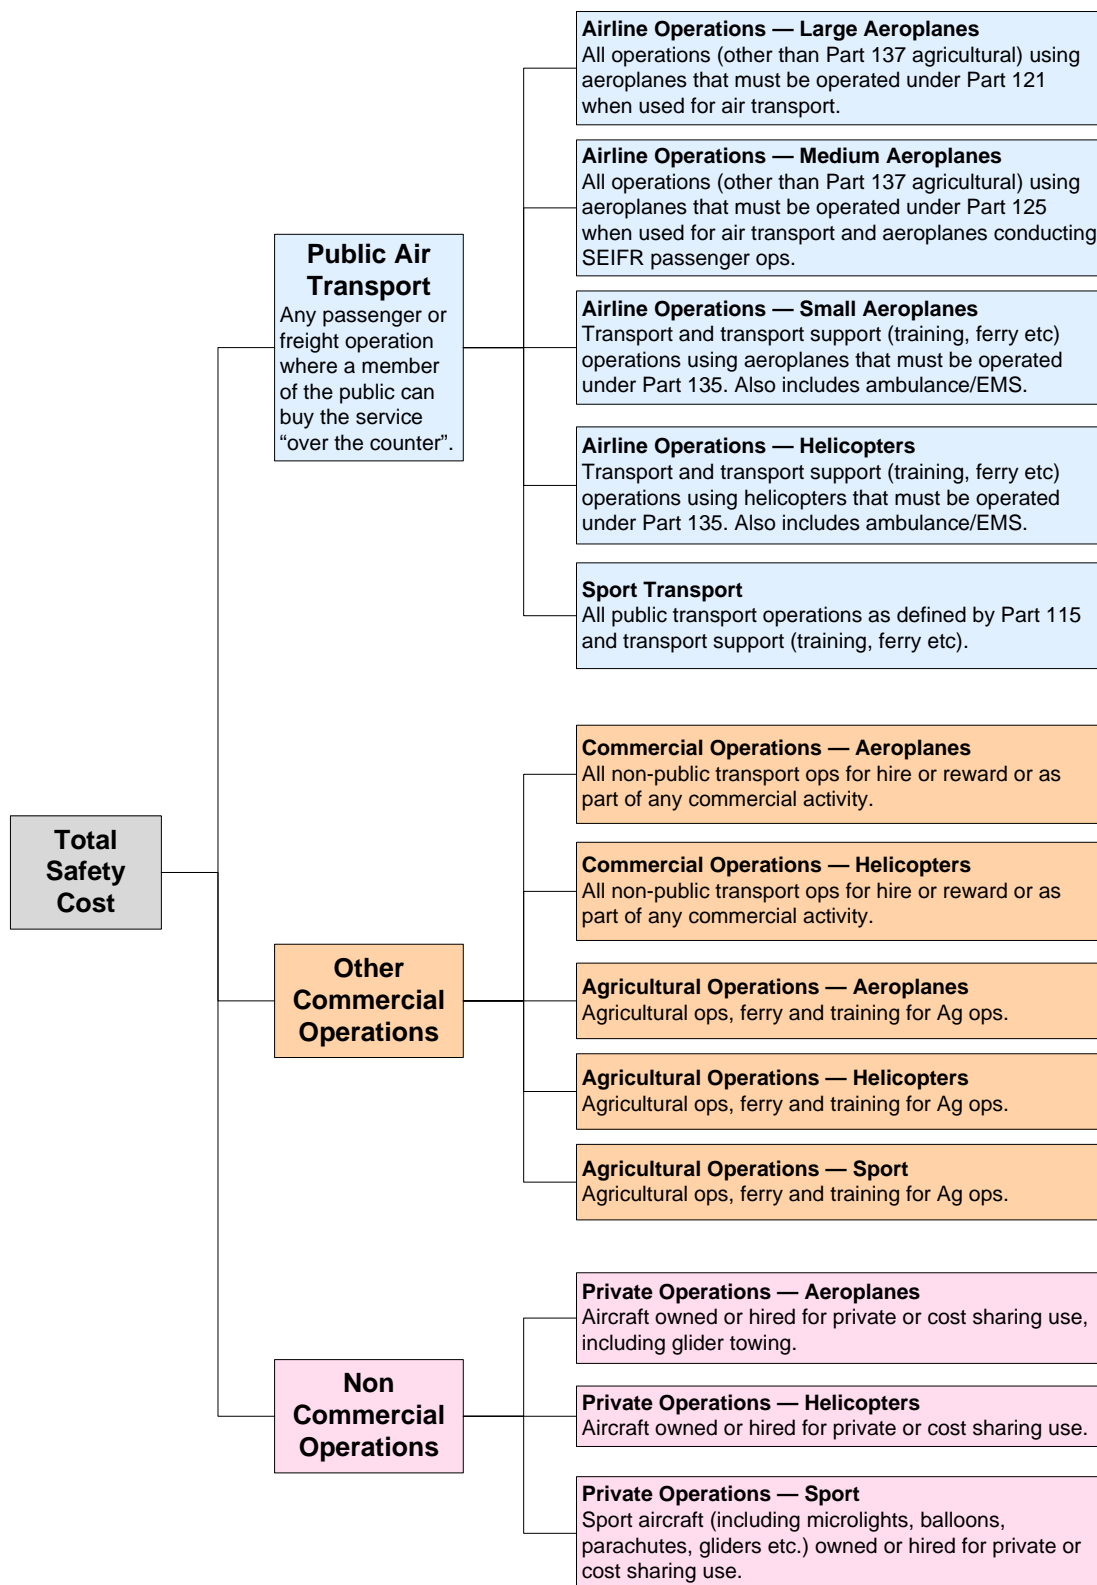 Airline Operations — Large Aeroplanes
All operations (other than Part 137 agricultural) using
aeroplanes that must be operated under Part 121
when used for air transport.
Airline Operations — Medium Aeroplanes
All operations (other than Part 137 agricultural) using
aeroplanes that must be operated under Part 125
when used for air transport and aeroplanes conducting
SEIFR passenger ops.
Public Air
Transport
Any passenger or
freight operation
where a member
of the public can
buy the service
“over the counter”.
Airline Operations — Small Aeroplanes
Transport and transport support (training, ferry etc)
operations using aeroplanes that must be operated
under Part 135. Also includes ambulance/EMS.
Airline Operations — Helicopters
Transport and transport support (training, ferry etc)
operations using helicopters that must be operated
under Part 135. Also includes ambulance/EMS.
Sport Transport
All public transport operations as defined by Part 115
and transport support (training, ferry etc).
Commercial Operations — Aeroplanes
All non-public transport ops for hire or reward or as
part of any commercial activity.
Total
Safety
Cost
Commercial Operations — Helicopters
All non-public transport ops for hire or reward or as
part of any commercial activity.
Other
Commercial
Operations
Agricultural Operations — Aeroplanes
Agricultural ops, ferry and training for Ag ops.
Agricultural Operations — Helicopters
Agricultural ops, ferry and training for Ag ops.
Agricultural Operations — Sport
Agricultural ops, ferry and training for Ag ops.
Private Operations — Aeroplanes
Aircraft owned or hired for private or cost sharing use,
including glider towing.
Non
Commercial
Operations
Private Operations — Helicopters
Aircraft owned or hired for private or cost sharing use.
Private Operations — Sport
Sport aircraft (including microlights, balloons,
parachutes, gliders etc.) owned or hired for private or
cost sharing use.